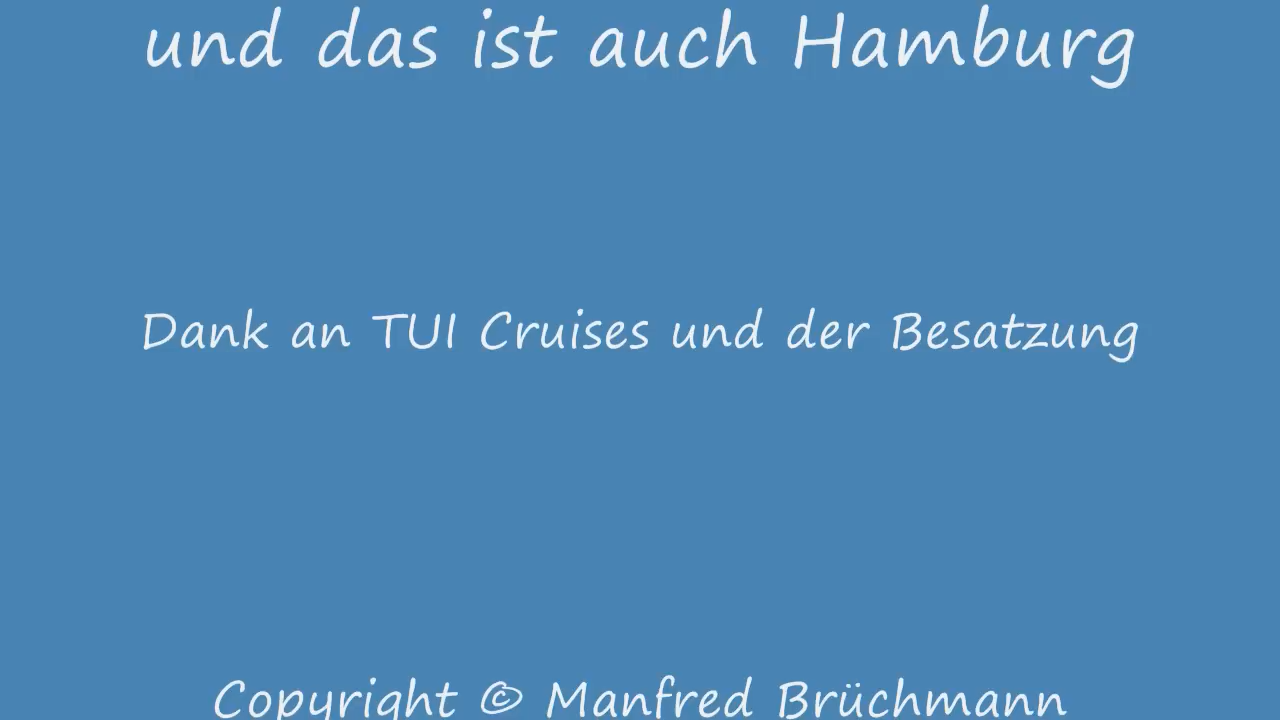 und das ist auch Hamburg
Dank an TUI Cruises und der Besatzung
Copyright © Manfred Brüchmann